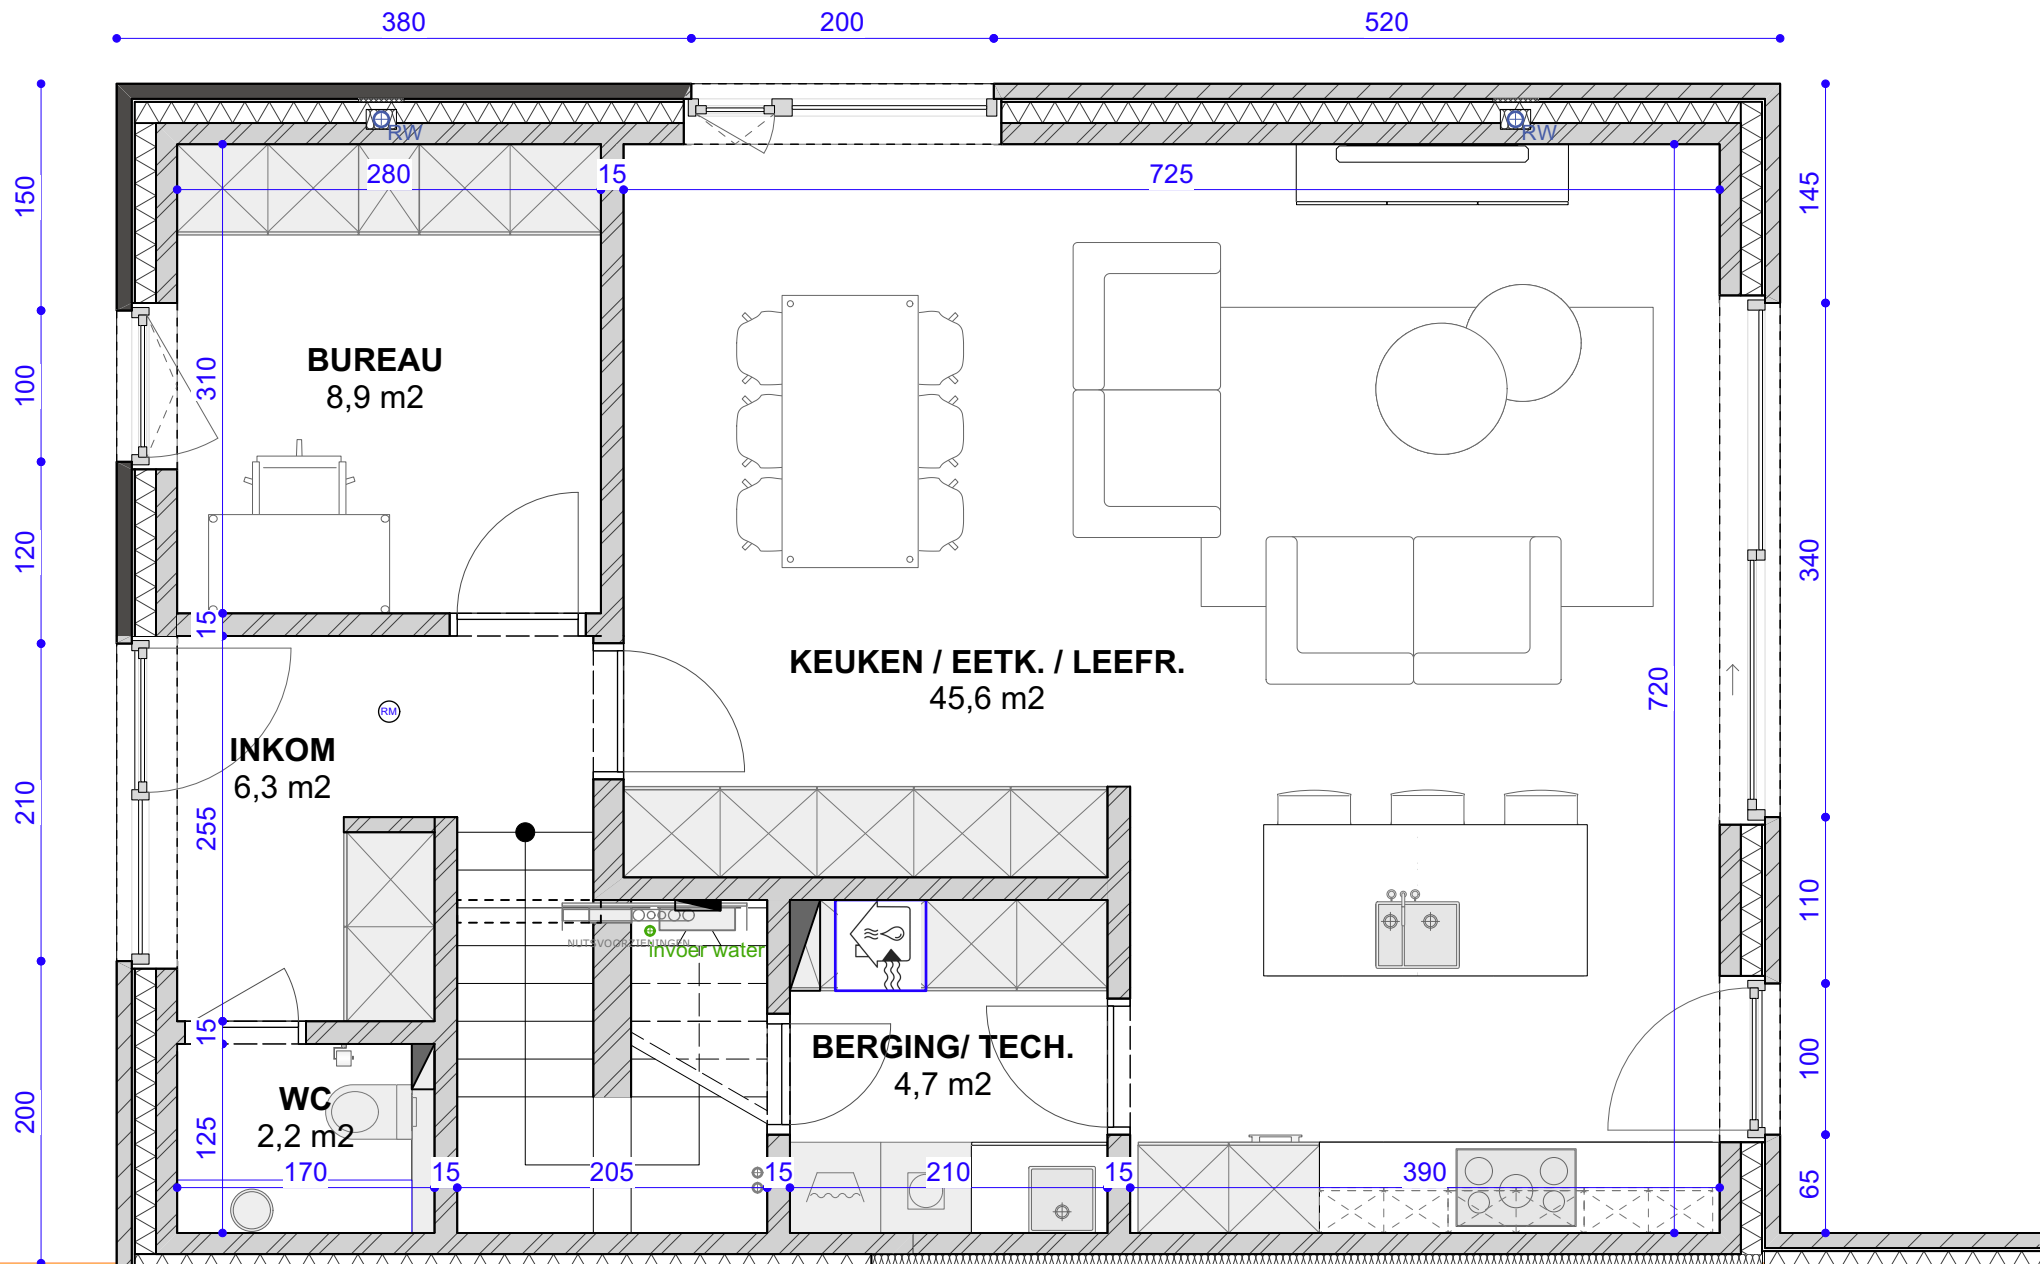 380
200
520
RW
RW
280
15
725
150
145
BUREAU
8,9 m2
310
100
120
340
15
KEUKEN / EETK. / LEEFR.
45,6 m2
720
RM
INKOM
6,3 m2
210
255
110
NUTSVOORZIENINGEN
invoer water
15
BERGING/ TECH.
4,7 m2
100
WC
2,2 m2
200
125
65
170
15
205
15
210
15
390